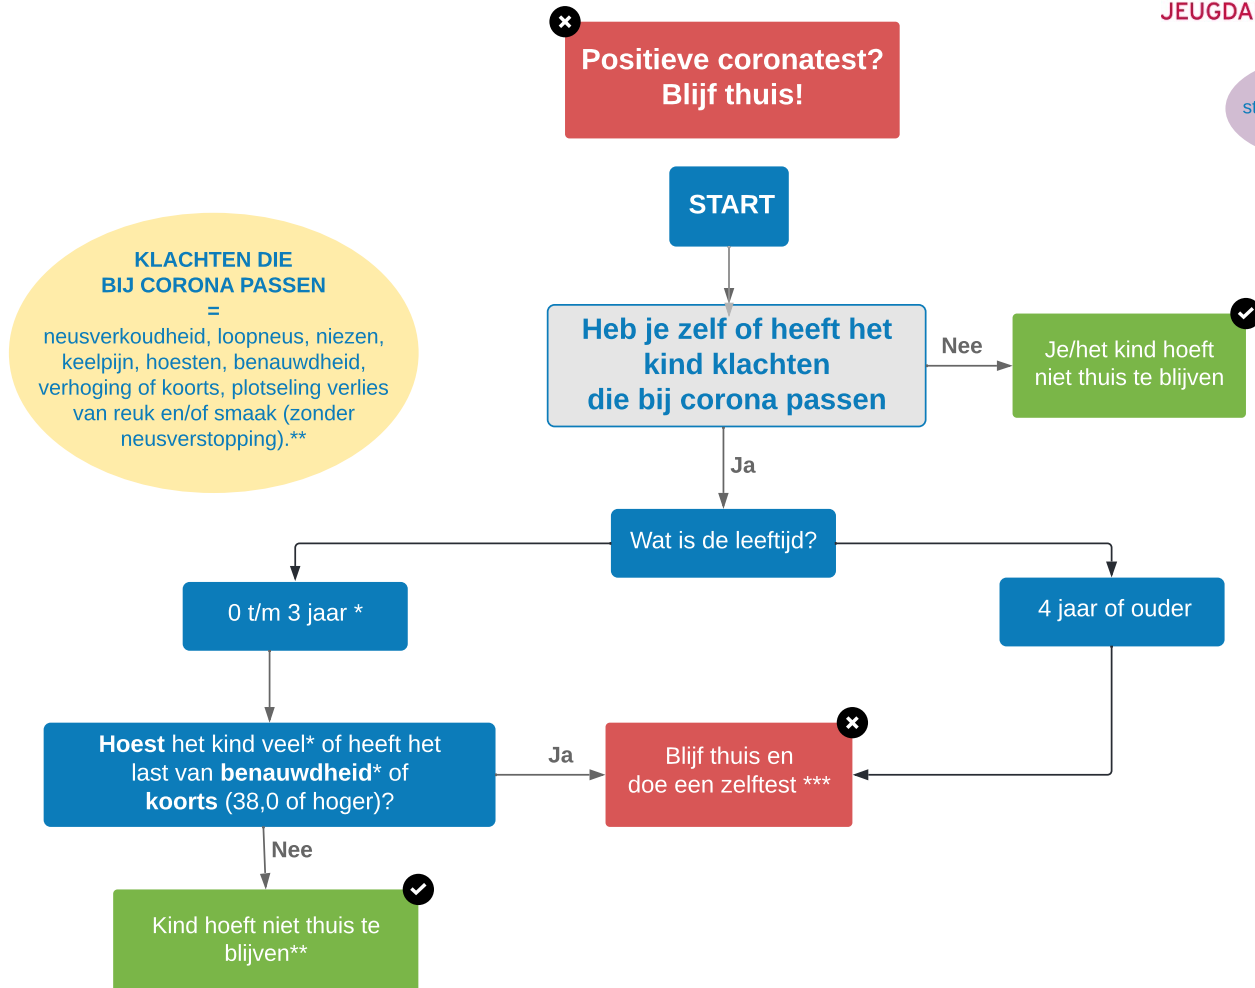 JEUGDA
Positieve coronatest?
Blijf thuis!
st
START
KLACHTEN DIE
BIJ CORONA PASSEN
=
neusverkoudheid, loopneus, niezen,
keelpijn, hoesten, benauwdheid,
verhoging of koorts, plotseling verlies
van reuk en/of smaak (zonder
neusverstopping).**
Heb je zelf of heeft het
kind klachten
die bij corona passen
Nee
Je/het kind hoeft
niet thuis te blijven
Ja
Wat is de leeftijd?
0 t/m 3 jaar *
4 jaar of ouder
Hoest het kind veel* of heeft het
last van benauwdheid* of
koorts (38,0 of hoger)?
Ja
Blijf thuis en
doe een zelftest ***
Nee
Kind hoeft niet thuis te
blijven**